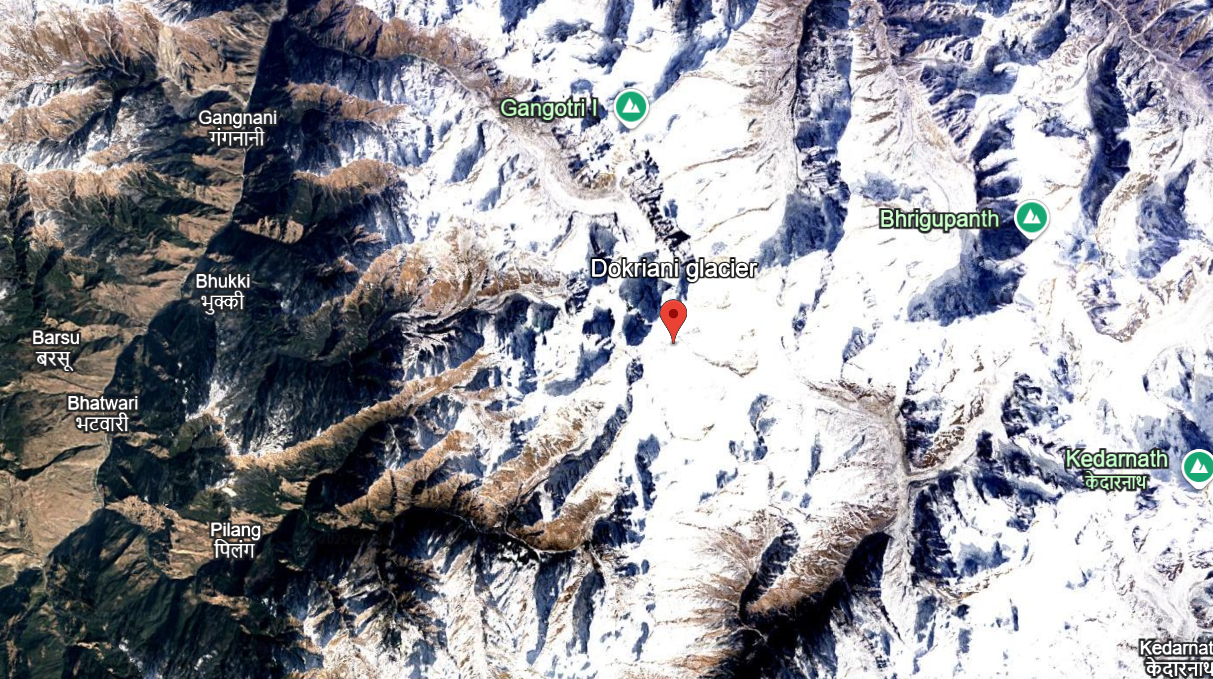 Gangotri I
Gangnani
गंगनानी
Bhrigupanth
Dokriani glacier
Bhukki
भुक्की
Barsu
बरसू
Bhatwari
भटवारी
Kedarnath
केदारनाथ
Pilang
पिलंग
Kedarnat
केदारनाथ